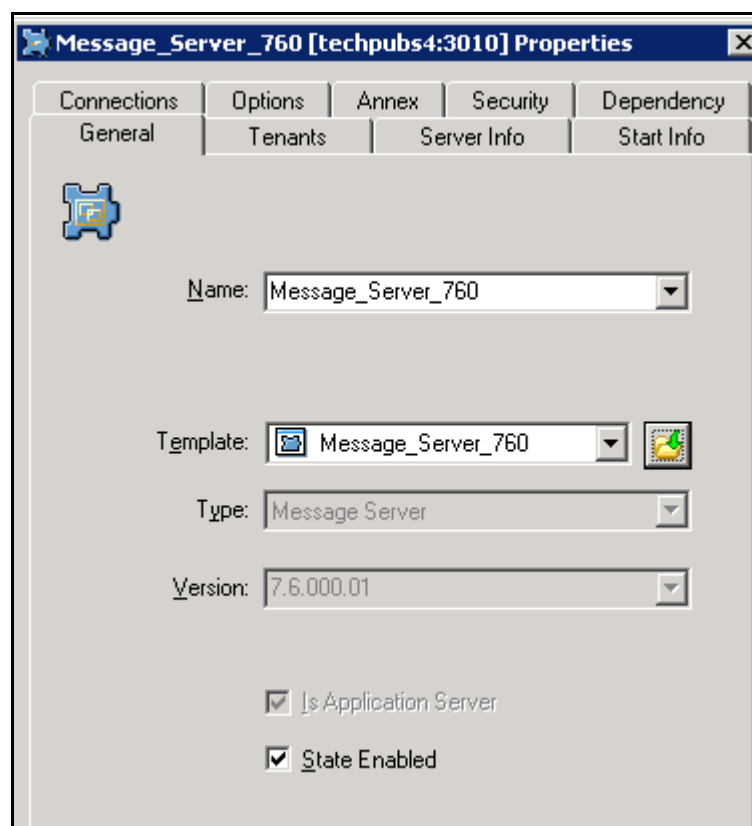 Message_Server_760 [techpubs4:3010] Properties
Connections Options Annex Security Dependency
General Tenants Server Info Start Info
Name: Message_Server_760
Template: Message_Server_760
Type: Message Server
Version: 7.6.000.01
Is Application Server
State Enabled